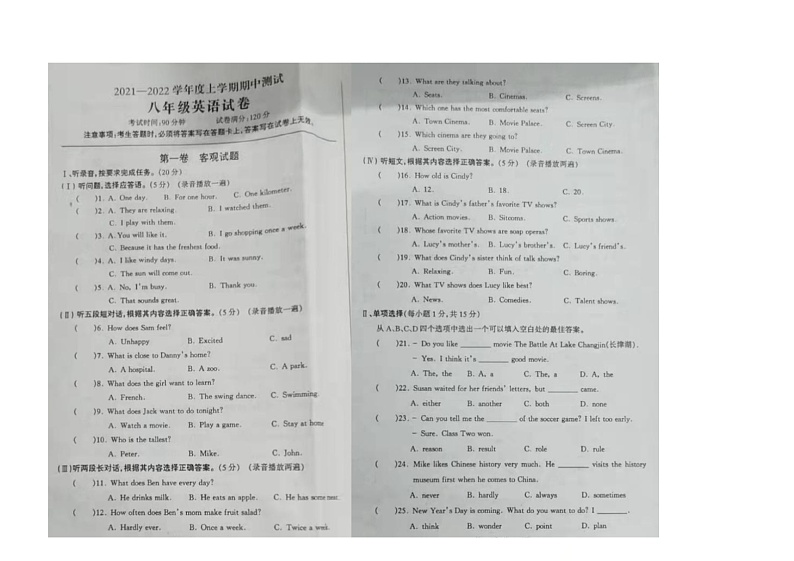 2021—2022 学年度上学期期中测试
八年级英语试卷
考试时间:90 分钟 试卷满分:120 分
注意事项:考生答题时,必须将答案写在答题卡上,答案写在试卷上无效。
第一卷 客观试题
Ⅰ、听录音,按要求完成任务。(20 分)
(Ⅰ) 听问题,选择应答语。(5 分) (录音播放一遍)
( )1. A. One day. B. For one hour. C. One kilometer.
( )2. A. They are relaxing. B. I watched them.
C. I play with them.
( )3. A. You will like it. B. I go shopping once a week.
C. Because it has the freshest food.
( )4. A. I like windy days. B. It was sunny.
C. The sun will come out.
( )5. A. No, I'm busy. B. Thank you.
C. That sounds great.
(Ⅱ) 听五段短对话,根据其内容选择正确答案。(5 分) (录音播放一遍)
( )6. How does Sam feel?
A. Unhappy B. Excited C. sad
( )7. What is close to Danny's home?
A. A hospital. B. A zoo. C. A park.
( )8. What does the girl want to learn?
A. French. B. The swing dance. C. Swimming.
( )9. What does Jack want to do tonight?
A. Watch a movie. B. Play a game. C. Stay at home
( )10. Who is the tallest?
A. Peter. B. Mike. C. John.
(Ⅲ) 听两段长对话,根据其内容选择正确答案。(5 分) (录音播放两遍)
( )11. What does Ben have every day?
A. He drinks milk. B. He eats an apple. C. He has some nest.
( )12. How often does Ben's mom make fruit salad?
A. Hardly ever. B. Once a week. C. Twice a week.
( )13. What are they talking about?
A. Seats. B. Cinemas. C. Screens.
( )14. Which one has the most comfortable seats?
A. Town Cinema. B. Movie Palace. C. Screen City.
( )15. Which cinema are they going to?
A. Screen City. B. Movie Palace. C. Town Cinema.
(Ⅳ) 听短文,根据其内容选择正确答案。(5 分) (录音播放两遍)
( )16. How old is Cindy?
A. 12. B. 18. C. 20.
( )17. What is Cindy's father's favorite TV shows?
A. Action movies. B. Sitcoms. C. Sports shows.
( )18. Whose favorite TV shows are soap operas?
A. Lucy's mother's. B. Lucy's brother's. C. Lucy's friend's.
( )19. What does Cindy's sister think of talk shows?
A. Relaxing. B. Fun. C. Boring.
( )20. What TV shows does Lucy like best?
A. News. B. Comedies. C. Talent shows.
Ⅱ、单项选择(每小题 1 分,共 15 分)
从 A,B,C,D 四个选项中选出一个可以填入空白处的最佳答案。
( )21. - Do you like ______ movie The Battle At Lake Changjin(长津湖).
- Yes. I think it's ______ good movie.
A. The, the B. A, a C. The, a D. A, the
( )22. Susan waited for her friends' letters, but ______ came.
A. either B. another C. both D. none
( )23. - Can you tell me the ______ of the soccer game? I left too early.
- Sure. Class Two won.
A. reason B. result C. role D. rule
( )24. Mike likes Chinese history very much. He ______ visits the history
museum first when he comes to China.
A. never B. hardly C. always D. sometimes
( )25. New Year's Day is coming. What do you want to do? I ______.
A. think B. wonder C. point D. plan